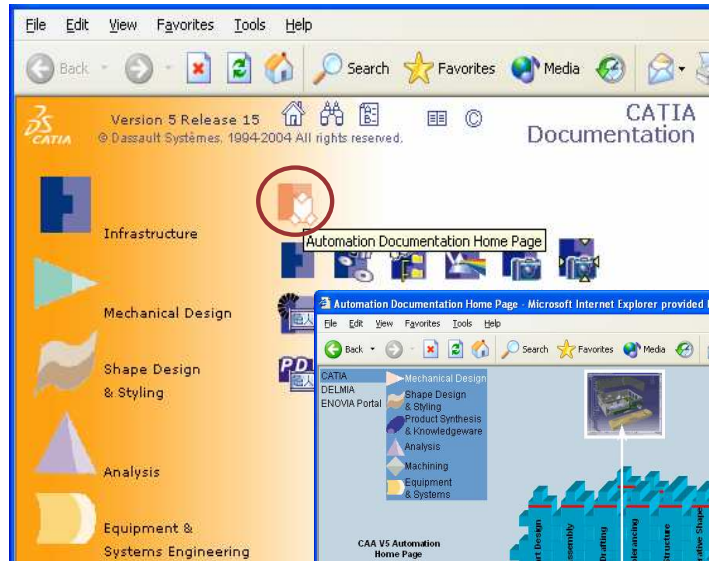 File Edit View Favorites Tools Help
Back Search Favorites Media
CATIA
Version 5 Release 15
© Dassault Systèmes, 1994-2004 All rights reserved.
CATIA
Documentation
Infrastructure
Automation Documentation Home Page
Mechanical Design
Shape Design
& Styling
Analysis
Equipment &
Systems Engineering
Automation Documentation Home Page - Microsoft Internet Explorer provided
File Edit View Favorites Tools Help
Back Search Favorites Media
CATIA
DELMIA
ENOVIA Portal
Mechanical Design
Shape Design
& Styling
Product Synthesis
& Knowledgeware
Analysis
Machining
Equipment
& Systems
CAA V5 Automation
Home Page
Design
Drafting
Structure
Shape